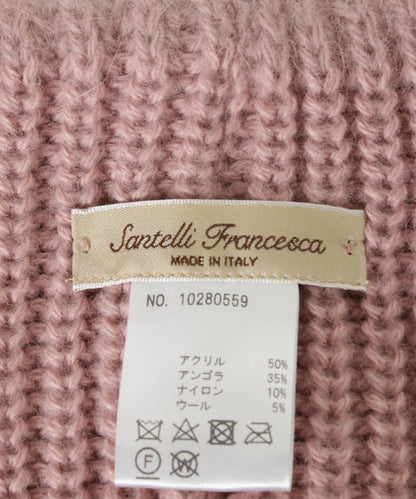 Santelli Francesca
MADE IN ITALY
NO. 10280559
アクリル 50%
アンゴラ 35%
ナイロン 10%
ウール 5%
F W